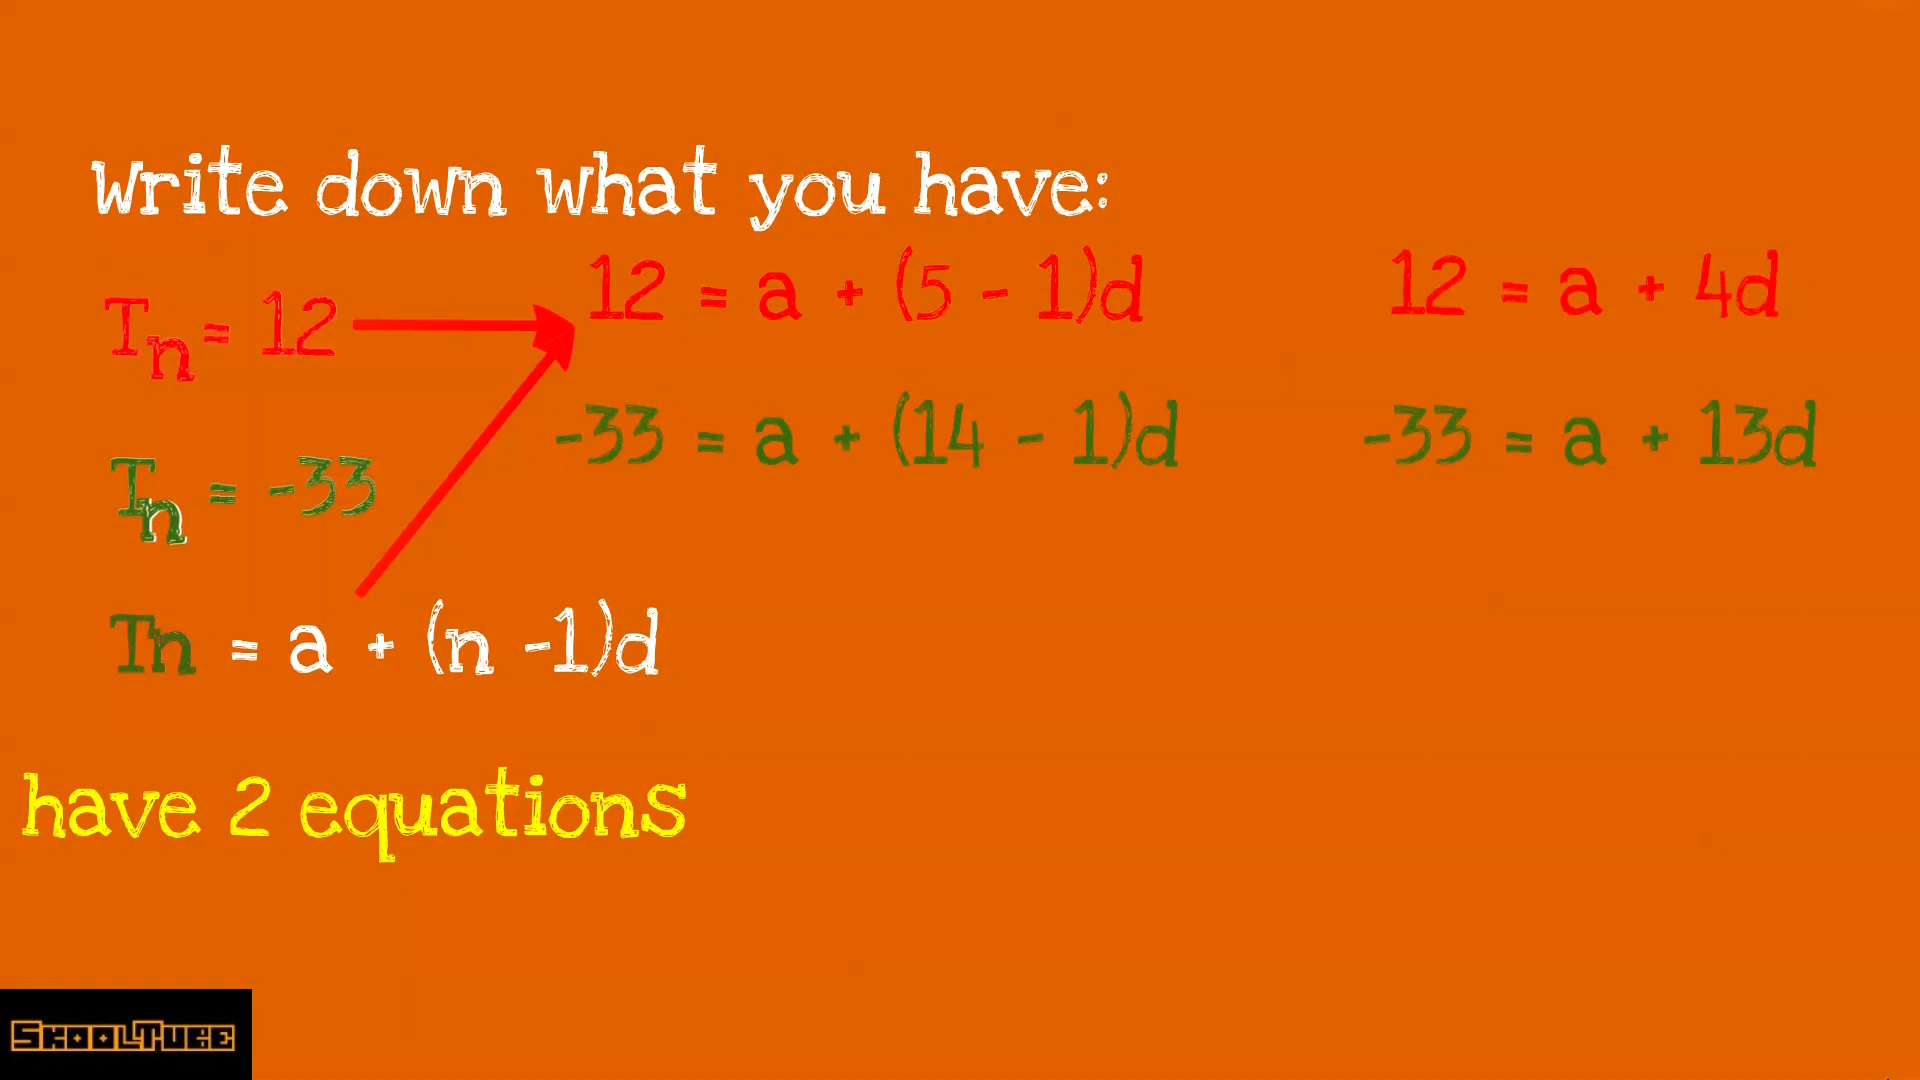 Write down what you have:
Tn = 12
12 = a + (5 - 1)d
12 = a + 4d
Tn = -33
-33 = a + (14 - 1)d
-33 = a + 13d
Tn = a + (n -1)d
have 2 equations
SKOOLTUBE